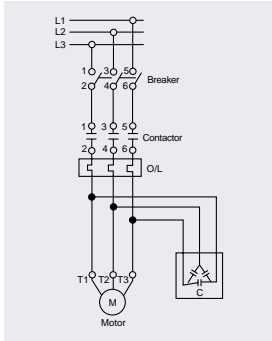 L1
L2
L3
1 3 5
Breaker
2 4 6
1 3 5
Contactor
2 4 6
O/L
T1 T2 T3
C
M
Motor